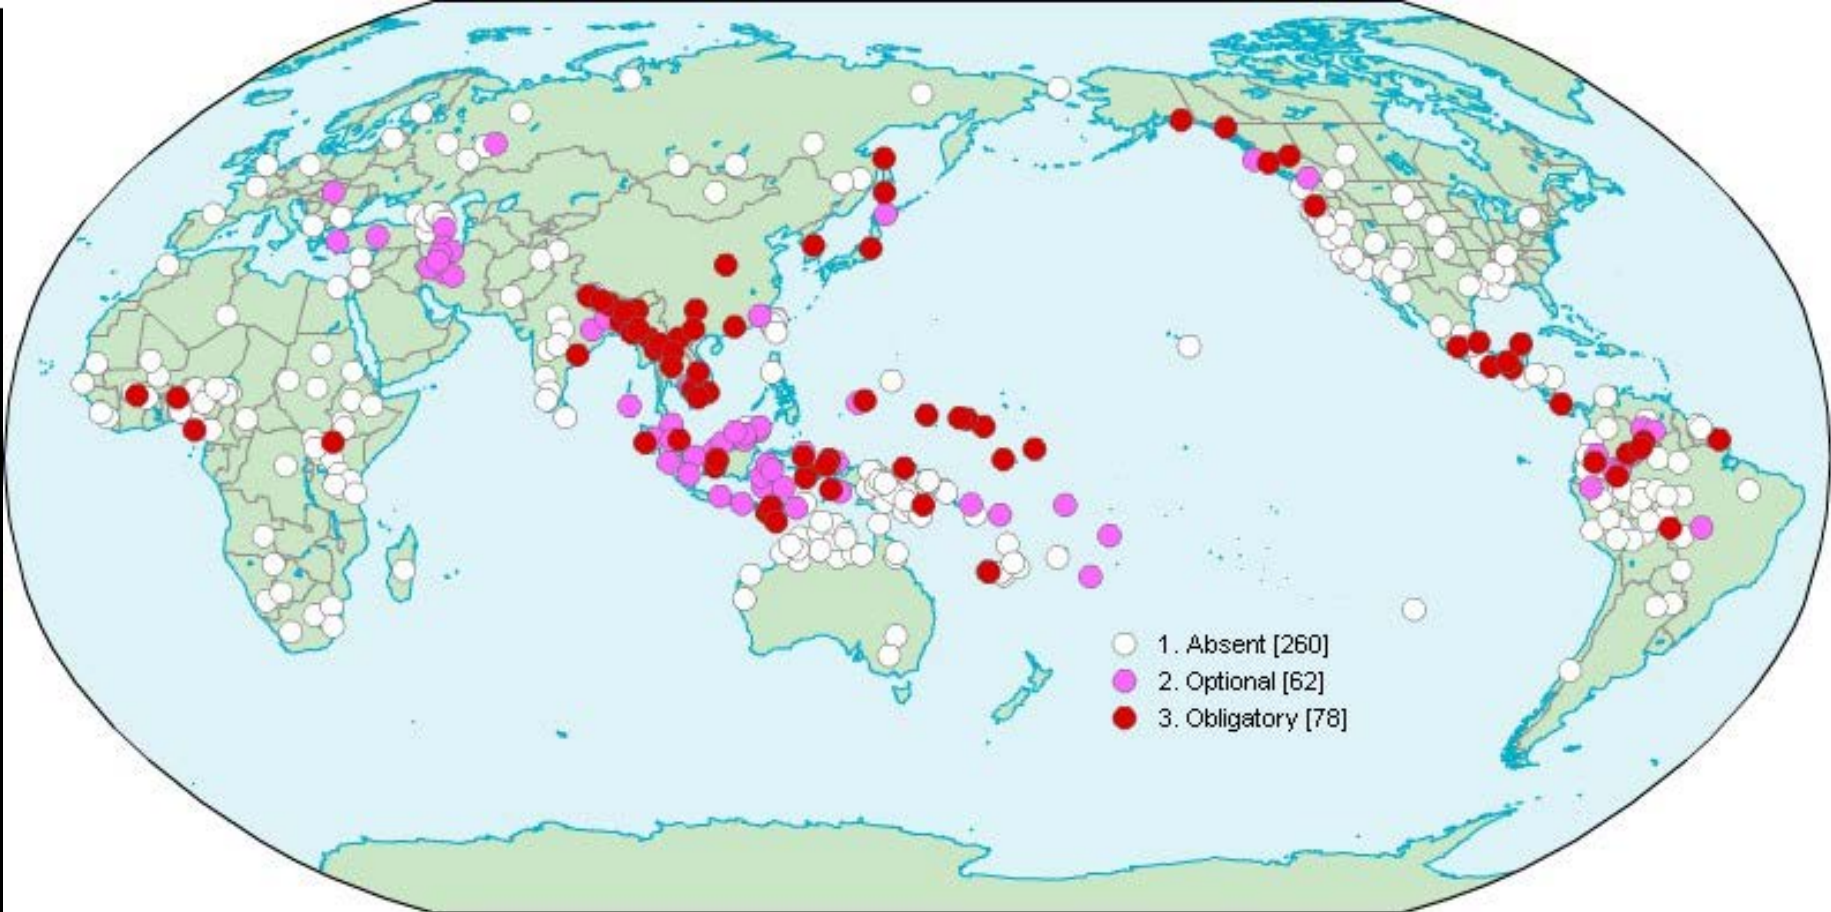 1. Absent [260]
2. Optional [62]
3. Obligatory [78]